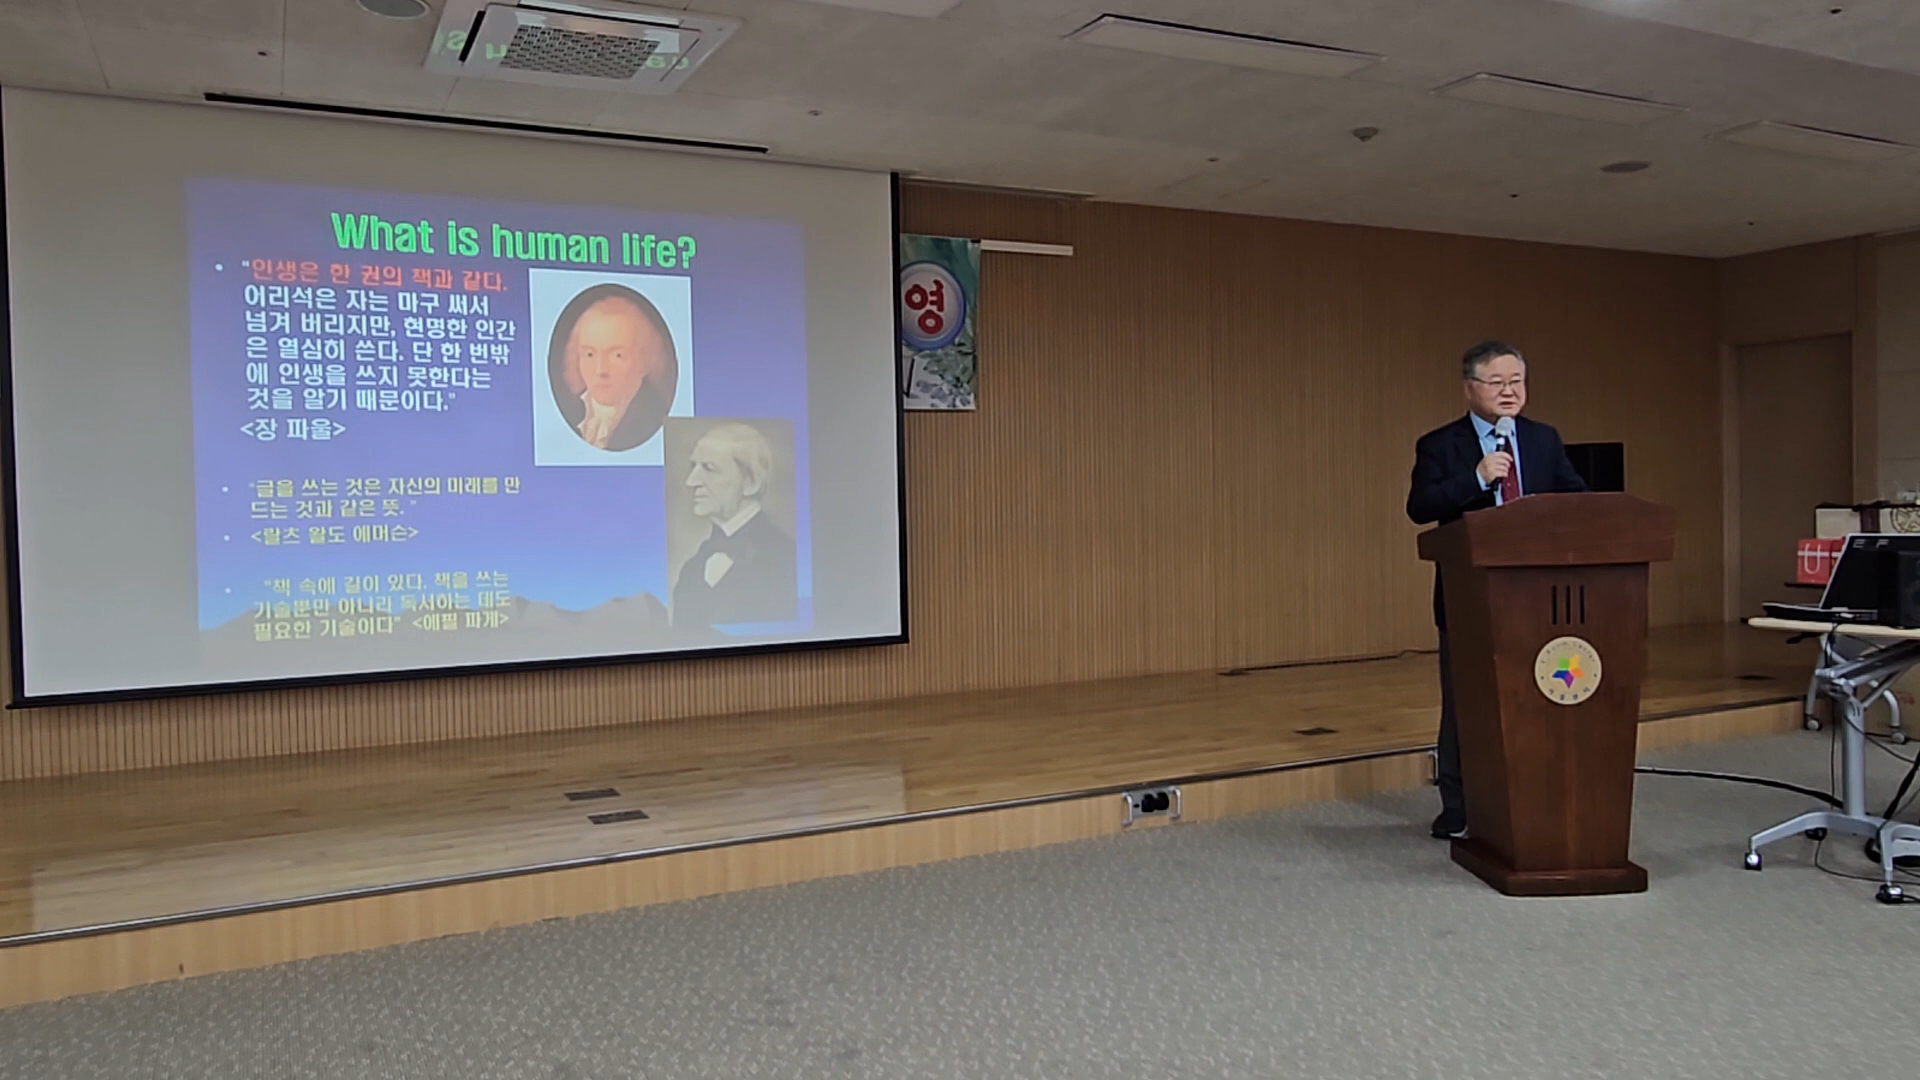 What is human life?
• "인생은 한 권의 책과 같다.
어리석은 자는 마구 써서
넘겨 버리지만, 현명한 인간
은 열심히 쓴다. 단 한 번밖
에 인생을 쓰지 못한다는
것을 알기 때문이다."
<장 파울>
• "글을 쓰는 것은 자신의 미래를 만
드는 것과 같은 뜻."
• <랄츠 왈도 에머슨>
• "책 속에 길이 있다. 책을 쓰는
기술뿐만 아니라 독서하는 데도
필요한 기술이다" <에필 파게>
영